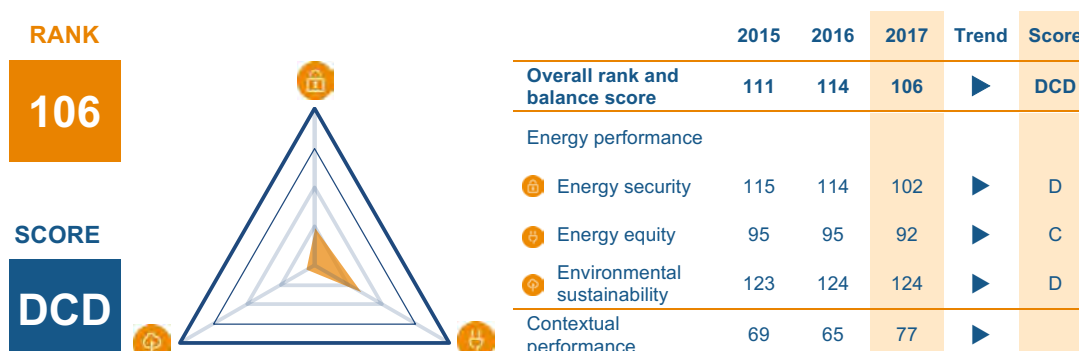 RANK
106
SCORE
DCD
2015 2016 2017 Trend Score
Overall rank and
balance score 111 114 106 DCD
Energy performance
Energy security 115 114 102 D
Energy equity 95 95 92 C
Environmental
sustainability 123 124 124 D
Contextual
performance 69 65 77